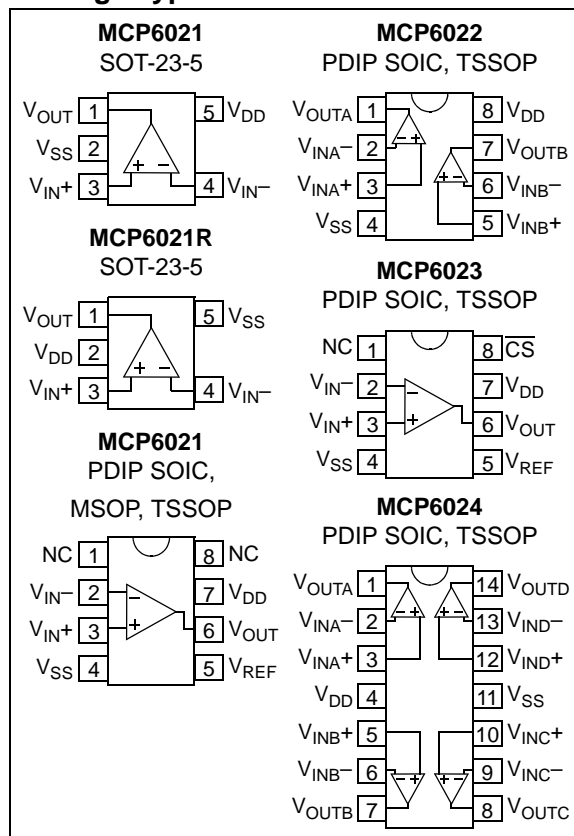 MCP6021
SOT-23-5
VOUT 1 5 VDD
VSS 2
VIN+ 3 4 VIN–
+ –
MCP6021R
SOT-23-5
VOUT 1 5 VSS
VDD 2
VIN+ 3 4 VIN–
+ –
MCP6021
PDIP SOIC,
MSOP, TSSOP
NC 1 8 NC
VIN– 2 – 7 VDD
VIN+ 3 + 6 VOUT
VSS 4 5 VREF
MCP6022
PDIP SOIC, TSSOP
VOUTA 1 8 VDD
VINA– 2 – + 7 VOUTB
VINA+ 3 + – 6 VINB–
VSS 4 5 VINB+
MCP6023
PDIP SOIC, TSSOP
NC 1 8 C̅S̅
VIN– 2 – 7 VDD
VIN+ 3 + 6 VOUT
VSS 4 5 VREF
MCP6024
PDIP SOIC, TSSOP
VOUTA 1 14 VOUTD
VINA– 2 – + + – 13 VIND–
VINA+ 3 12 VIND+
VDD 4 11 VSS
VINB+ 5 10 VINC+
VINB– 6 – + + – 9 VINC–
VOUTB 7 8 VOUTC